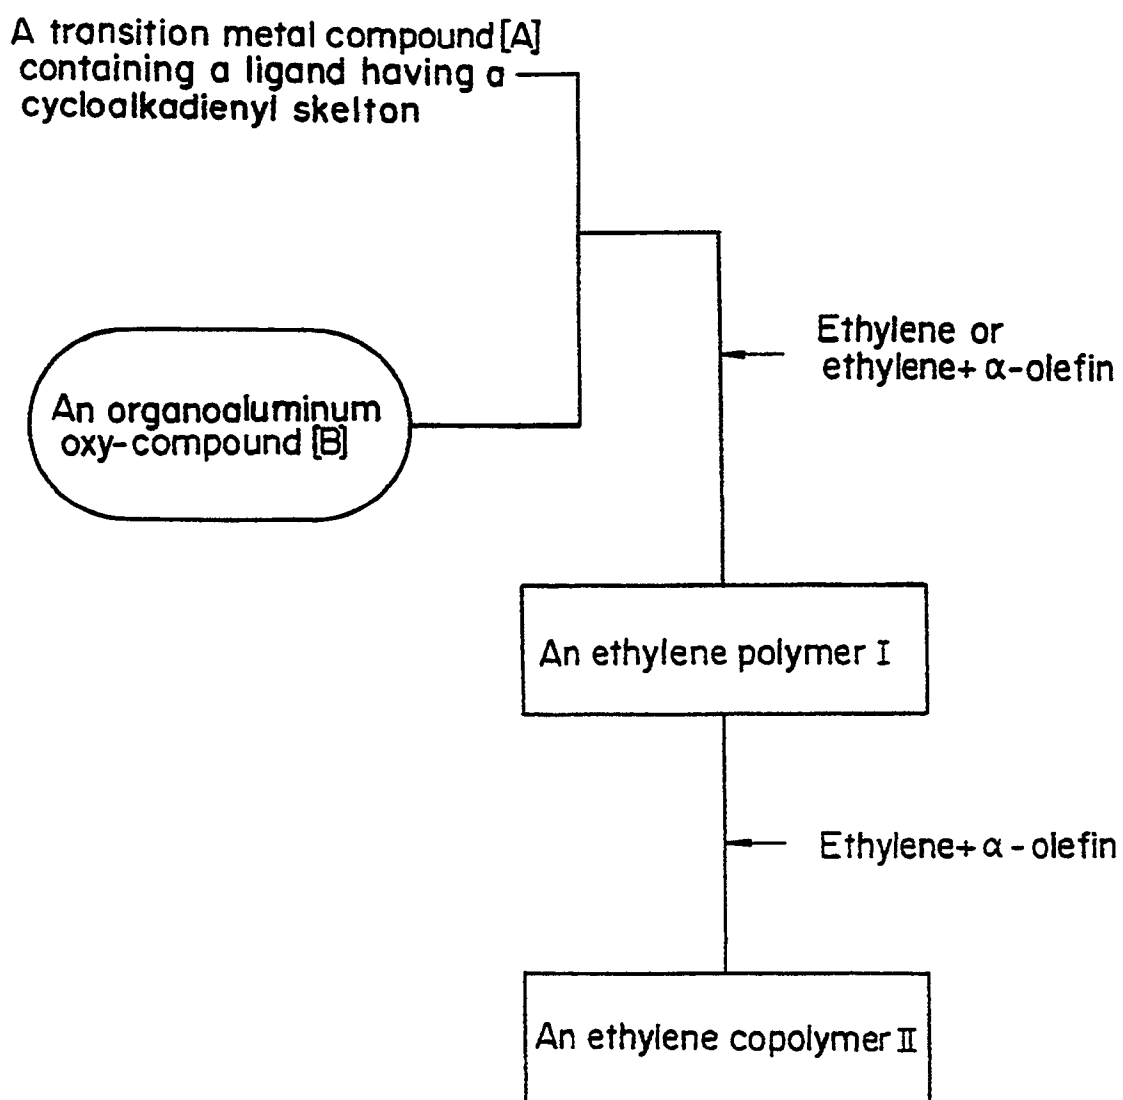 A transition metal compound [A]
containing a ligand having a
cycloalkadienyl skelton
Ethylene or
ethylene+ α-olefin
An organoaluminum
oxy-compound [B]
An ethylene polymer I
Ethylene+ α-olefin
An ethylene copolymer II